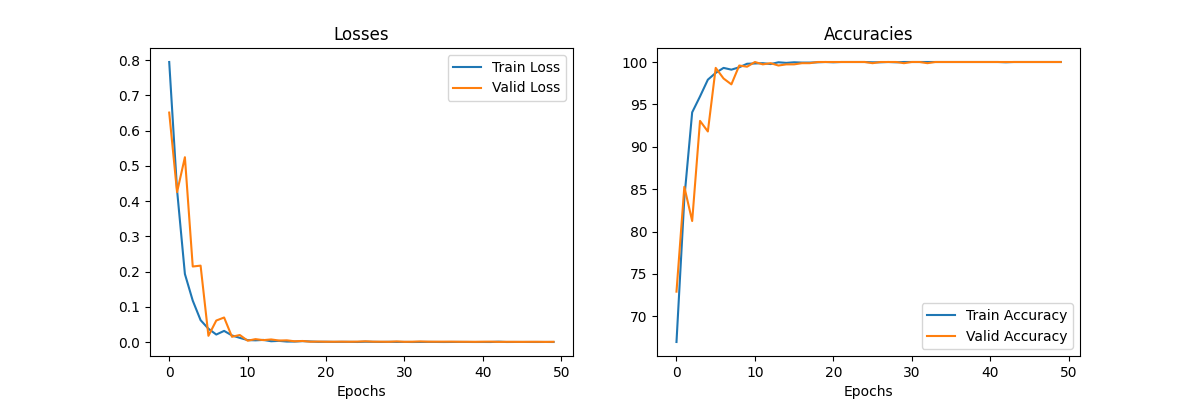 Losses
0.8
0.7
0.6
0.5
0.4
0.3
0.2
0.1
0.0
0 10 20 30 40 50
Epochs
Train Loss
Valid Loss
Accuracies
100
95
90
85
80
75
70
0 10 20 30 40 50
Epochs
Train Accuracy
Valid Accuracy